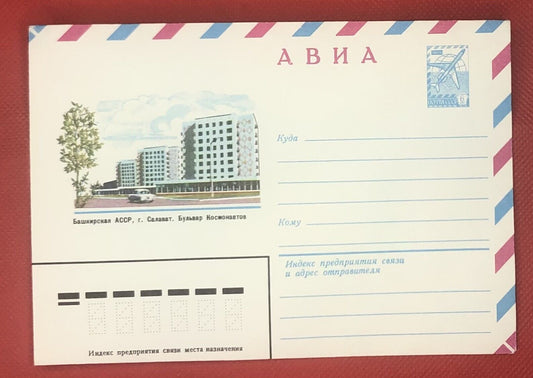 АВИА
Куда
Башкирская АССР, г. Салават. Бульвар Космонавтов
Кому
Индекс предприятия связи
и адрес отправителя
Индекс предприятия связи места назначения